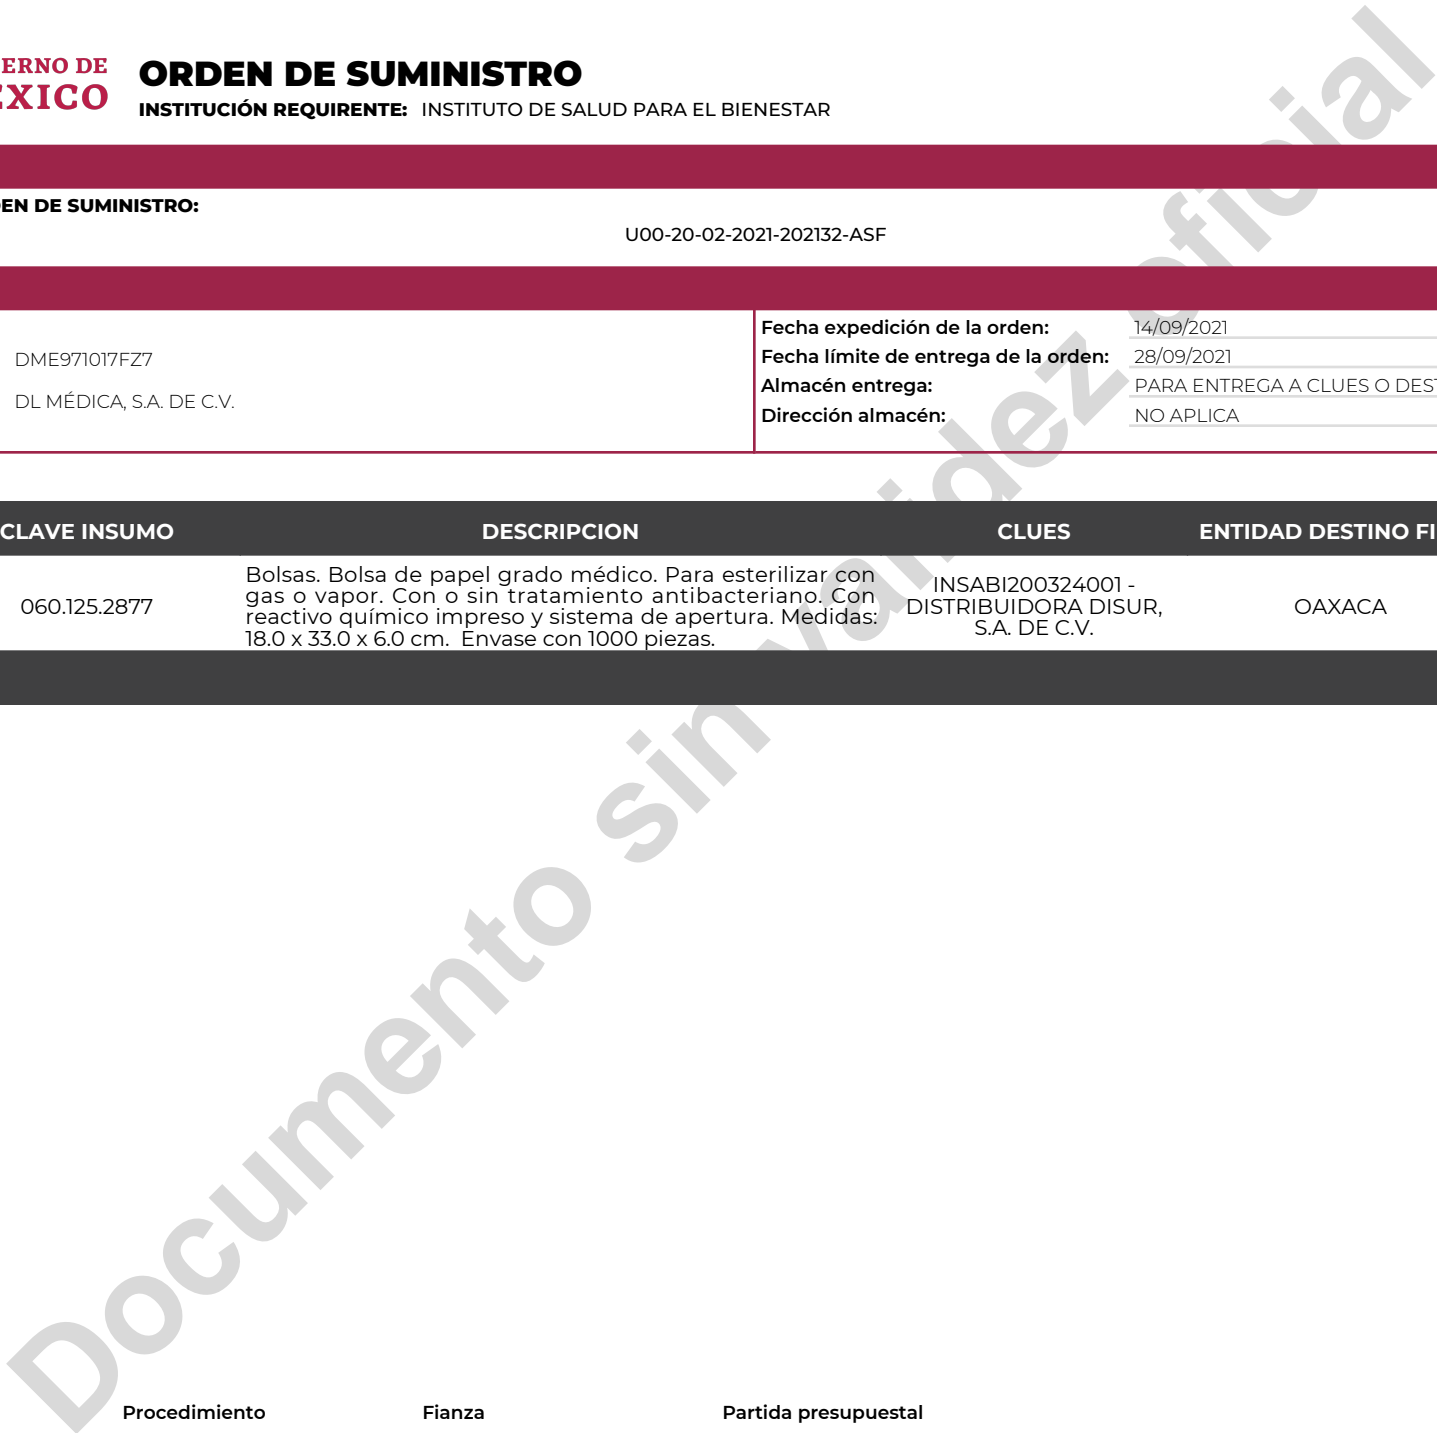 ERNO DE
EXICO
ORDEN DE SUMINISTRO
INSTITUCIÓN REQUIRENTE: INSTITUTO DE SALUD PARA EL BIENESTAR
EN DE SUMINISTRO:
U00-20-02-2021-202132-ASF
DME971017FZ7
DL MÉDICA, S.A. DE C.V.
Fecha expedición de la orden: 14/09/2021
Fecha límite de entrega de la orden: 28/09/2021
Almacén entrega: PARA ENTREGA A CLUES O DEST
Dirección almacén: NO APLICA
CLAVE INSUMO DESCRIPCION CLUES ENTIDAD DESTINO FI
060.125.2877
Bolsas. Bolsa de papel grado médico. Para esterilizar con
gas o vapor. Con o sin tratamiento antibacteriano. Con
reactivo químico impreso y sistema de apertura. Medidas:
18.0 x 33.0 x 6.0 cm. Envase con 1000 piezas.
INSABI200324001 -
DISTRIBUIDORA DISUR,
S.A. DE C.V.
OAXACA
Documento sin validez oficial
Procedimiento Fianza Partida presupuestal